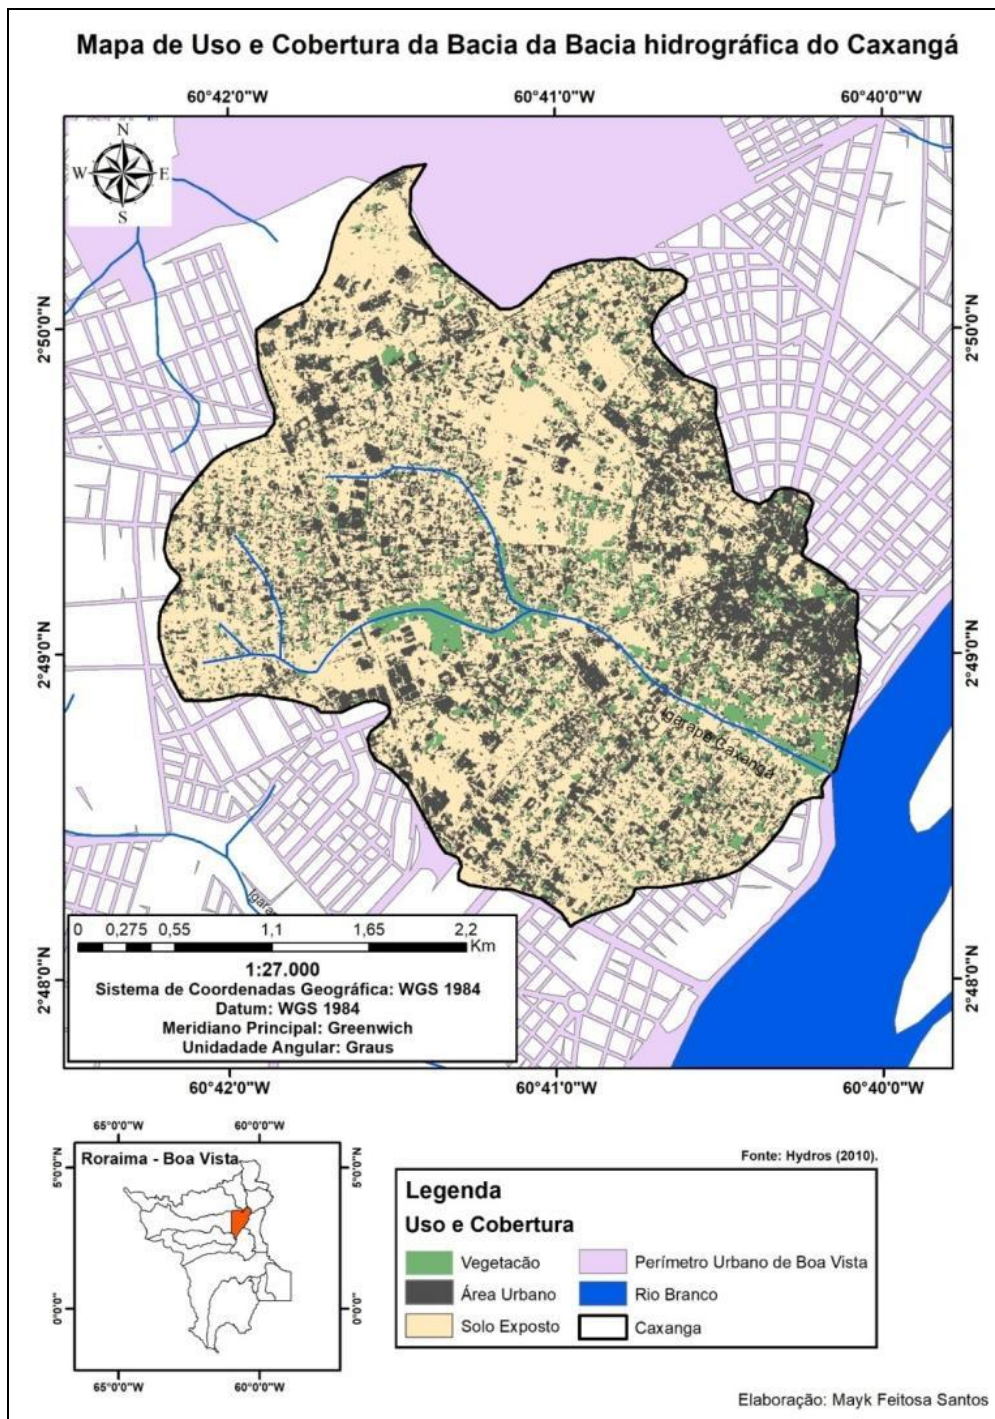 Mapa de Uso e Cobertura da Bacia da Bacia hidrográfica do Caxangá
60°42'0"W 60°41'0"W 60°40'0"W
N
W E
S
2°50'0"N 2°50'0"N
2°49'0"N 2°49'0"N
Igarape Caxangá
Igara
2°48'0"N 2°48'0"N
0 0,275 0,55 1,1 1,65 2,2
Km
1:27.000
Sistema de Coordenadas Geográfica: WGS 1984
Datum: WGS 1984
Meridiano Principal: Greenwich
Unidadade Angular: Graus
60°42'0"W 60°41'0"W 60°40'0"W
65°0'0"W 60°0'0"W
Roraima - Boa Vista
5°0'0"N 5°0'0"N
0°0'0" 0°0'0"
65°0'0"W 60°0'0"W
Fonte: Hydros (2010).
Legenda
Uso e Cobertura
Vegetacão Perímetro Urbano de Boa Vista
Área Urbano Rio Branco
Solo Exposto Caxanga
Elaboração: Mayk Feitosa Santos